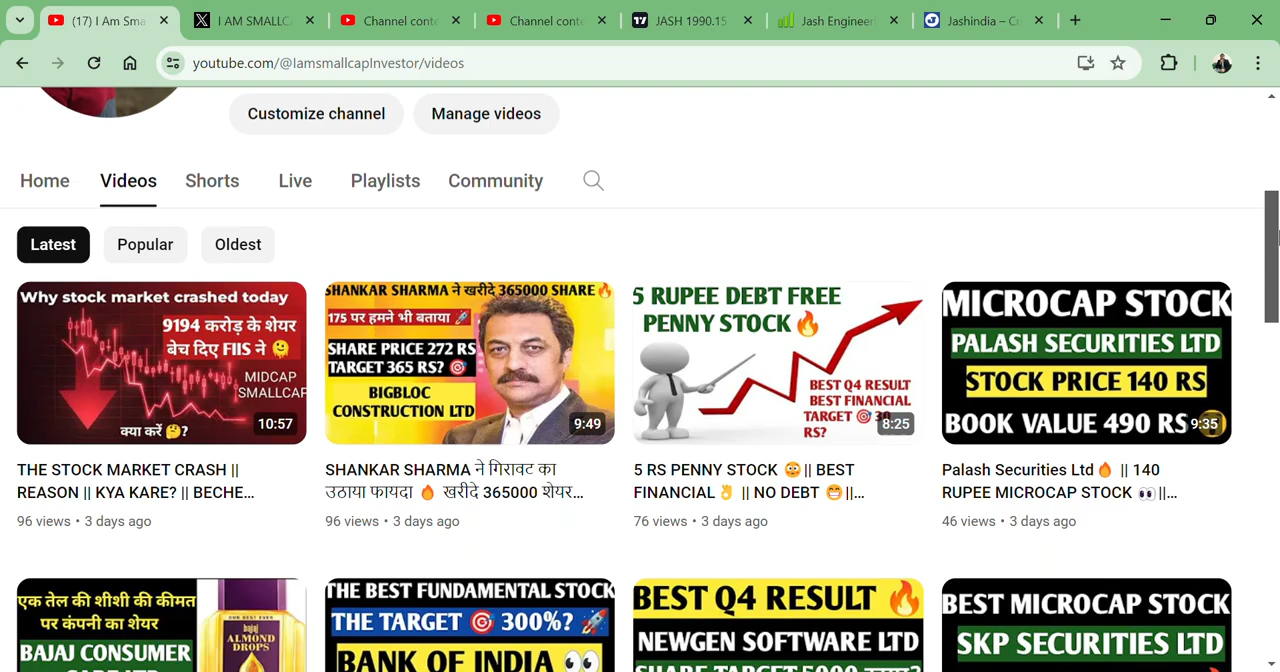 (17) I Am Sma
I AM SMALLC
Channel conte
Channel conte
JASH 1990.15
Jash Engineer
Jashindia – C
youtube.com/@IamsmallcapInvestor/videos
Customize channel
Manage videos
Home
Videos
Shorts
Live
Playlists
Community
Latest
Popular
Oldest
Why stock market crashed today
9194 करोड़ के शेयर
बेच दिए FIIS ने
MIDCAP
SMALLCAP
क्या करें 🤔?
10:57
THE STOCK MARKET CRASH ||
REASON || KYA KARE? || BECHE...
96 views • 3 days ago
SHANKAR SHARMA ने खरीदे 365000 SHARE🔥
175 पर हमने भी बताया 🚀
SHARE PRICE 272 RS
TARGET 365 RS? 🎯
BIGBLOC
CONSTRUCTION LTD
9:49
SHANKAR SHARMA ने गिरावट का
उठाया फायदा 🔥 खरीदे 365000 शेयर...
96 views • 3 days ago
5 RUPEE DEBT FREE
PENNY STOCK🔥
BEST Q4 RESULT
BEST FINANCIAL
TARGET 🎯 30
RS?
8:25
5 RS PENNY STOCK 😳|| BEST
FINANCIAL👌 || NO DEBT 😁||...
76 views • 3 days ago
MICROCAP STOCK
PALASH SECURITIES LTD
STOCK PRICE 140 RS
BOOK VALUE 490 RS
9:35
Palash Securities Ltd🔥 || 140
RUPEE MICROCAP STOCK 👀||...
46 views • 3 days ago
एक तेल की शीशी की कीमत
पर कंपनी का शेयर
BAJAJ CONSUMER
CARE LTD
bajaj
ALMOND
DROPS
THE BEST FUNDAMENTAL STOCK
THE TARGET 🎯 300%? 🚀
BANK OF INDIA 👀
BEST Q4 RESULT 🔥
NEWGEN SOFTWARE LTD
BEST MICROCAP STOCK
SKP SECURITIES LTD